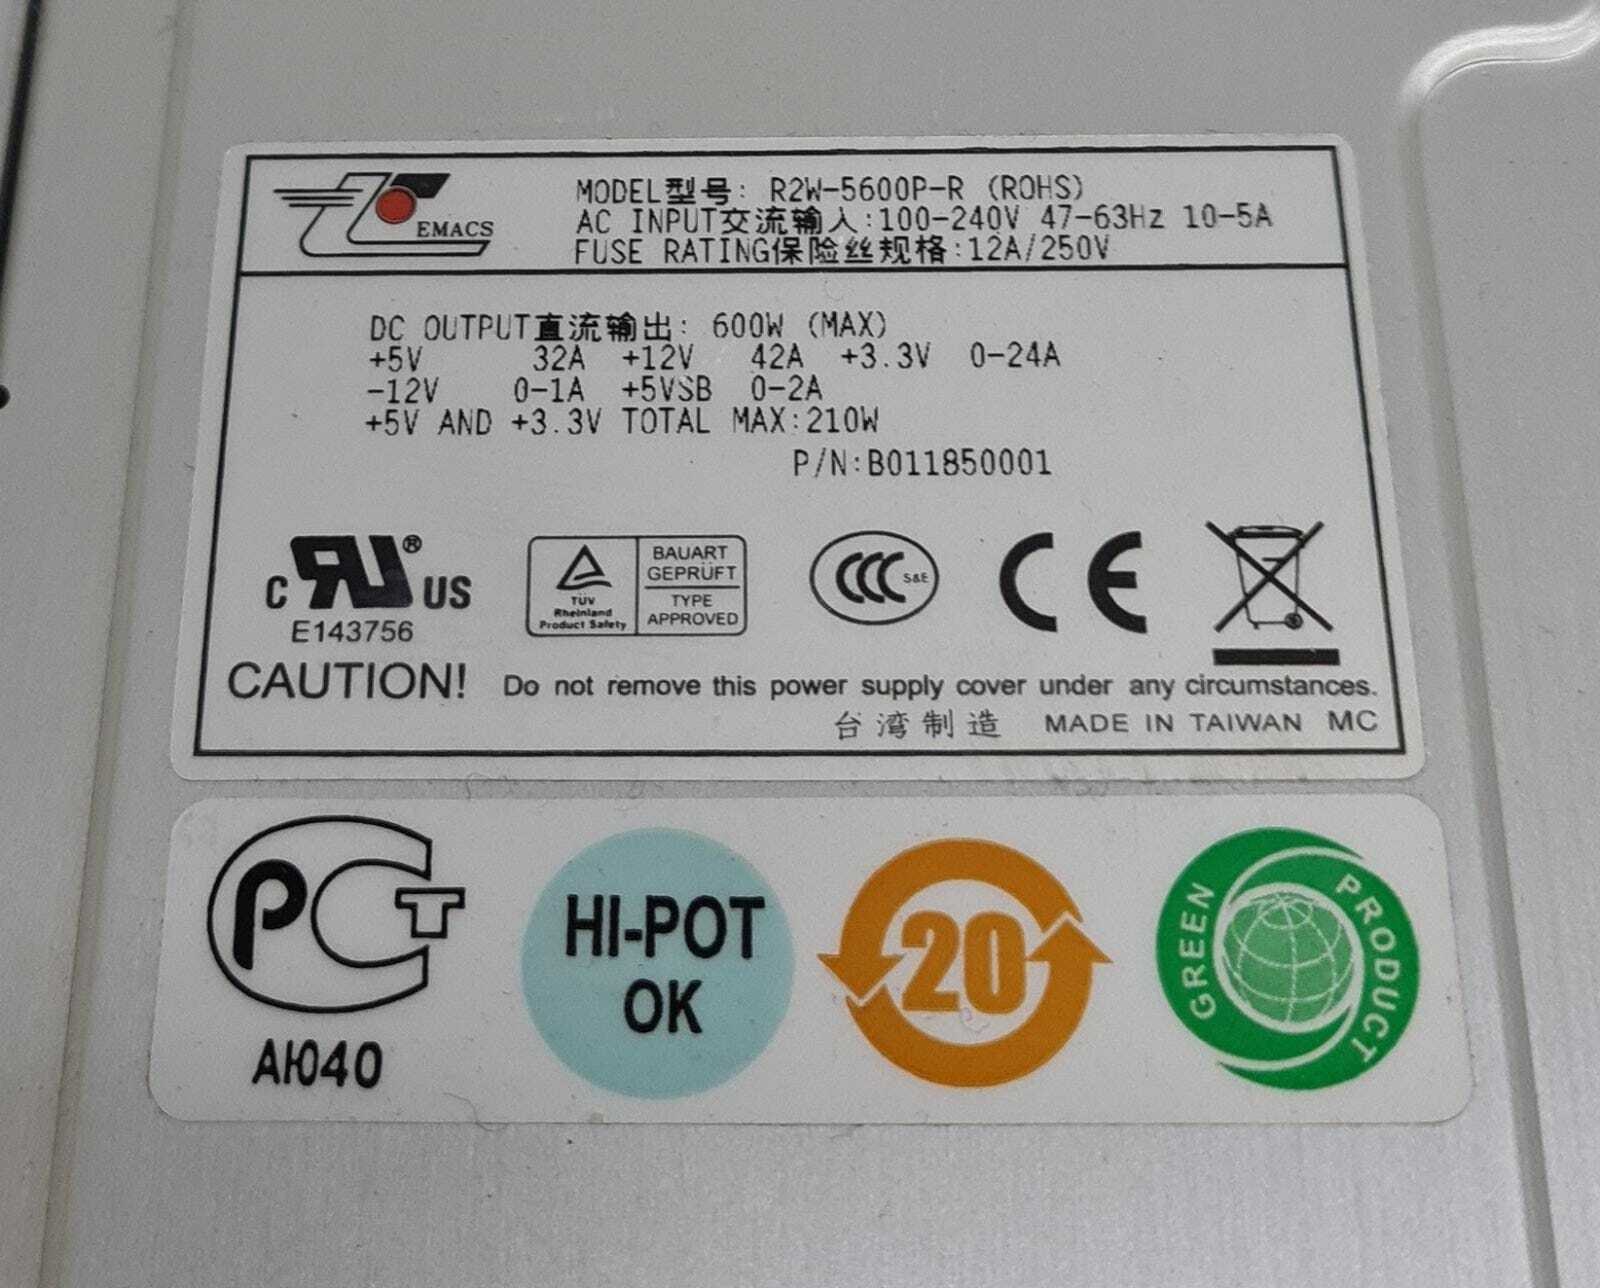 EMACS
MODEL型号: R2W-5600P-R (ROHS)
AC INPUT交流输入:100-240V 47-63Hz 10-5A
FUSE RATING保险丝规格:12A/250V
DC OUTPUT直流输出: 600W (MAX)
+5V 32A +12V 42A +3.3V 0-24A
-12V 0-1A +5VSB 0-2A
+5V AND +3.3V TOTAL MAX:210W
P/N:B011850001
C RU® US
E143756
TÜV
Rheinland
Product Safety
BAUART
GEPRÜFT
TYPE
APPROVED
CCC S&E
CE
CAUTION! Do not remove this power supply cover under any circumstances.
台湾制造 MADE IN TAIWAN MC
PCT
АЮ40
HI-POT
OK
20
GREEN PRODUCT